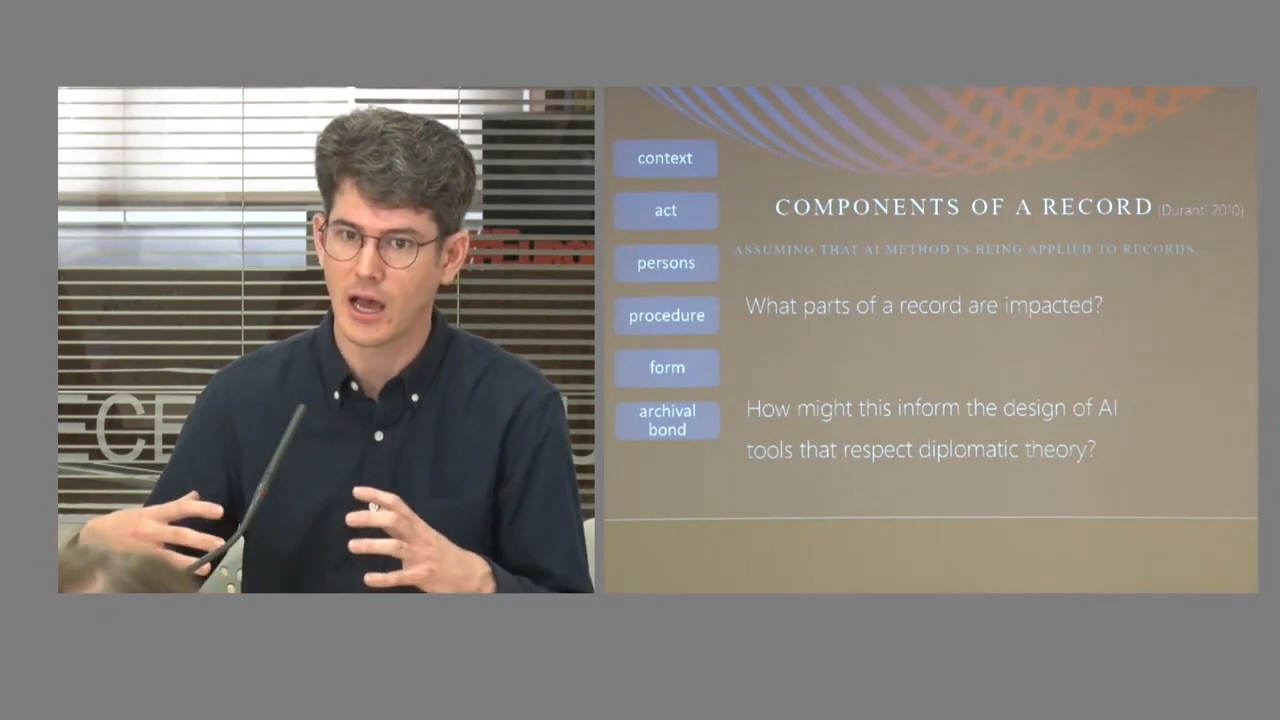 ECE
context
act
persons
procedure
form
archival
bond
COMPONENTS OF A RECORD (Duranti 2010)
ASSUMING THAT AI METHOD IS BEING APPLIED TO RECORDS...
What parts of a record are impacted?
How might this inform the design of AI
tools that respect diplomatic theory?